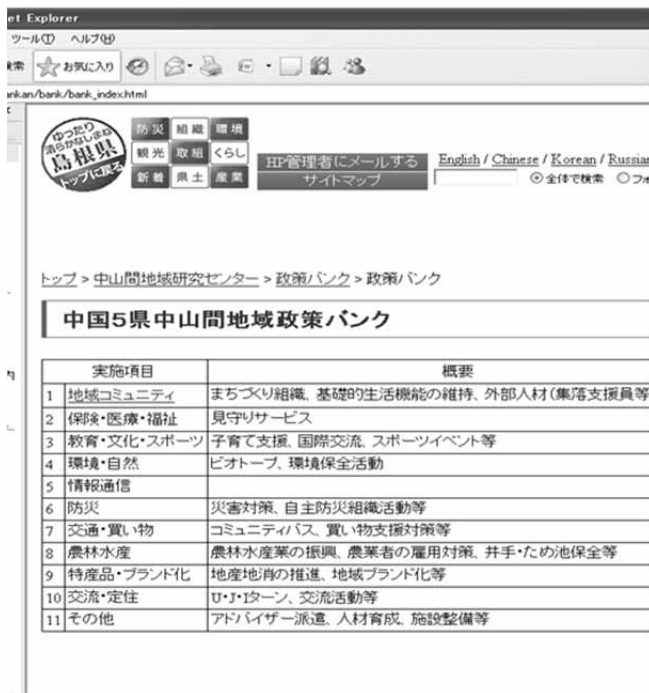 et Explorer
ツール(T) ヘルプ(H)
検索 お気に入り
ankan/bank/bank_index.html
ゆったり
清らかなしまね
島根県
トップに戻る
防災 組織 環境
観光 取組 くらし
新着 県土 産業
HP管理者にメールする
サイトマップ
English / Chinese / Korean / Russian
全体で検索 フォ
トップ > 中山間地域研究センター > 政策バンク > 政策バンク
中国5県中山間地域政策バンク
実施項目 概要
1 地域コミュニティ まちづくり組織、基礎的生活機能の維持、外部人材(集落支援員等
2 保険・医療・福祉 見守りサービス
3 教育・文化・スポーツ 子育て支援、国際交流、スポーツイベント等
4 環境・自然 ビオトープ、環境保全活動
5 情報通信
6 防災 災害対策、自主防災組織活動等
7 交通・買い物 コミュニティバス、買い物支援対策等
8 農林水産 農林水産業の振興、農業者の雇用対策、井手・ため池保全等
9 特産品・ブランド化 地産地消の推進、地域ブランド化等
10 交流・定住 U・J・Iターン、交流活動等
11 その他 アドバイザー派遣、人材育成、施設整備等
内